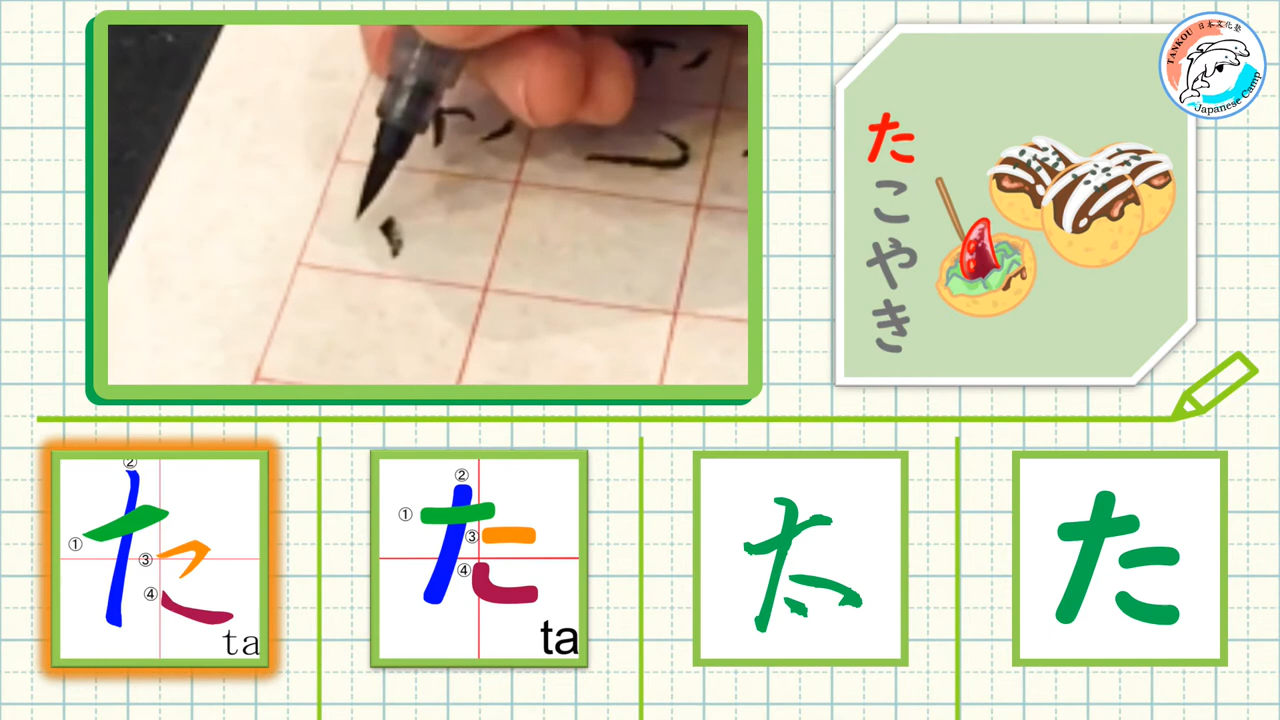 TANKOU 日本文化塾
Japanese Camp
たこやき
② 
① た ③
④
ta
②
① た ③
④
ta
太
た